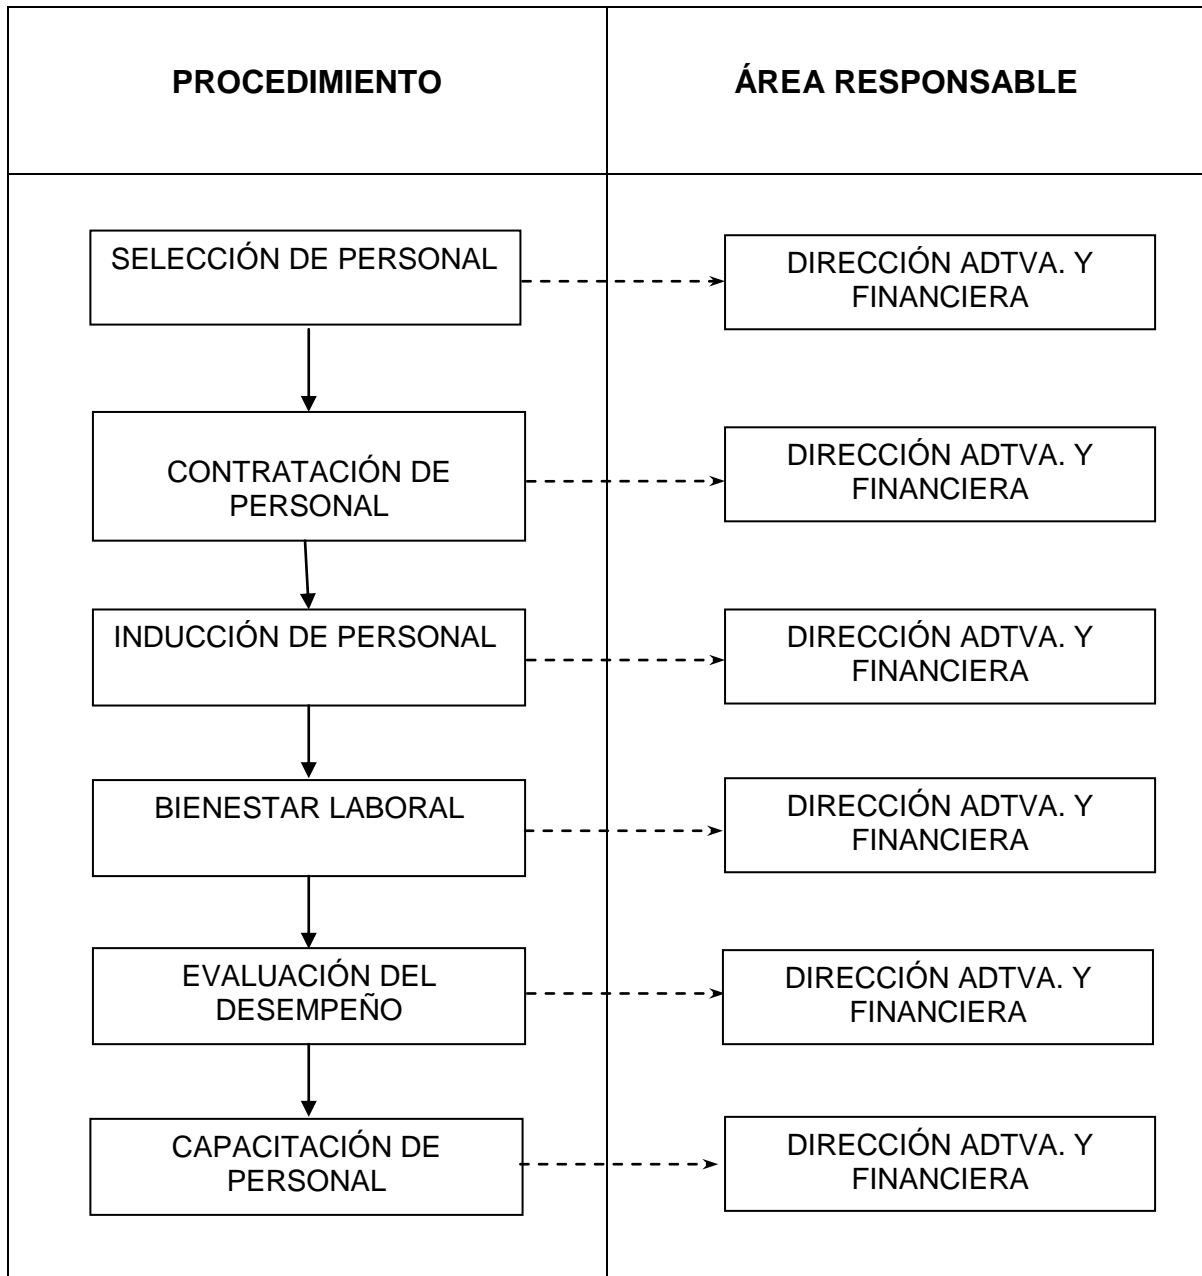 PROCEDIMIENTO
ÁREA RESPONSABLE
SELECCIÓN DE PERSONAL
DIRECCIÓN ADTVA. Y
FINANCIERA
CONTRATACIÓN DE
PERSONAL
DIRECCIÓN ADTVA. Y
FINANCIERA
INDUCCIÓN DE PERSONAL
DIRECCIÓN ADTVA. Y
FINANCIERA
BIENESTAR LABORAL
DIRECCIÓN ADTVA. Y
FINANCIERA
EVALUACIÓN DEL
DESEMPEÑO
DIRECCIÓN ADTVA. Y
FINANCIERA
CAPACITACIÓN DE
PERSONAL
DIRECCIÓN ADTVA. Y
FINANCIERA